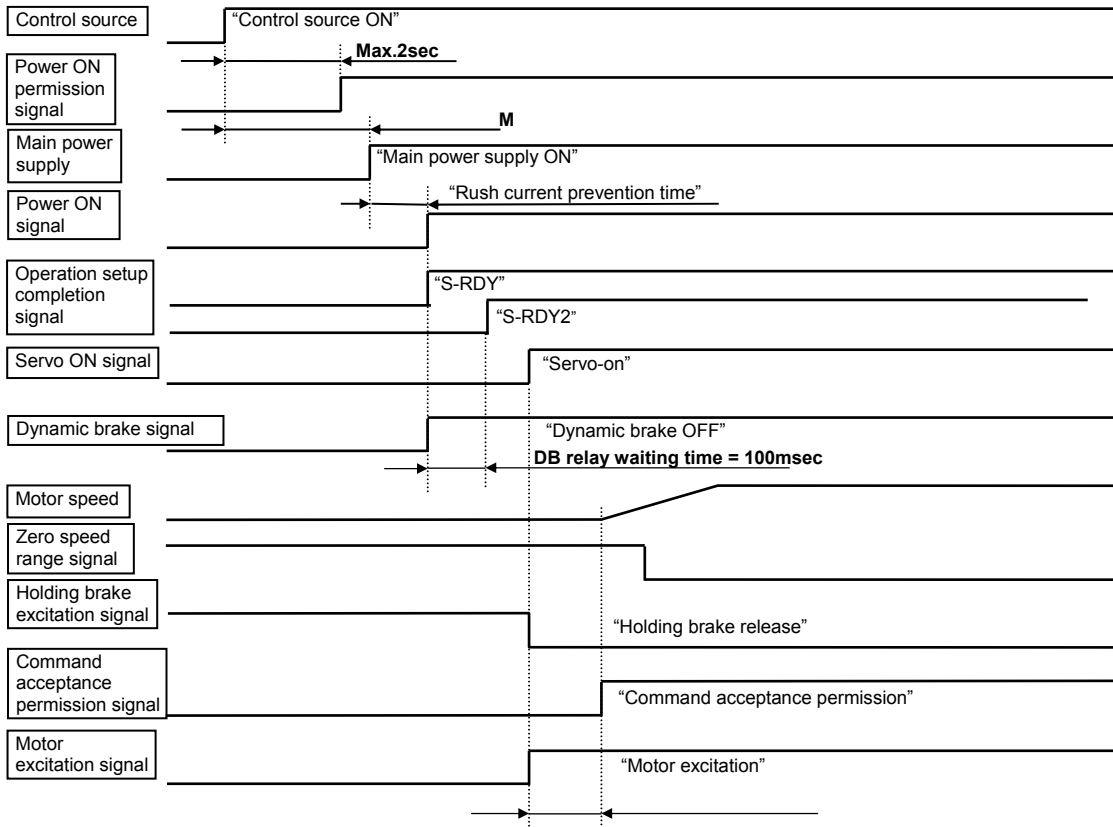 Control source
“Control source ON”
Max.2sec
Power ON
permission
signal
M
Main power
supply
“Main power supply ON”
“Rush current prevention time”
Power ON
signal
Operation setup
completion
signal
“S-RDY”
“S-RDY2”
Servo ON signal
“Servo-on”
Dynamic brake signal
“Dynamic brake OFF”
DB relay waiting time = 100msec
Motor speed
Zero speed
range signal
Holding brake
excitation signal
“Holding brake release”
Command
acceptance
permission signal
“Command acceptance permission”
Motor
excitation signal
“Motor excitation”